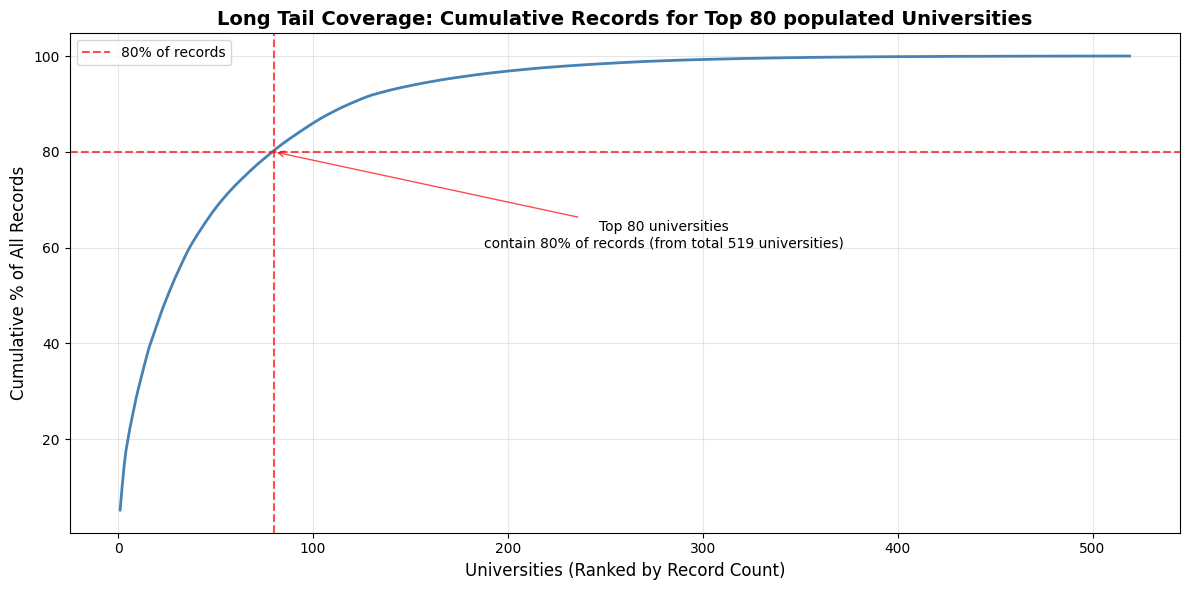 Long Tail Coverage: Cumulative Records for Top 80 populated Universities
80% of records
Cumulative % of All Records
100
80
60
40
20
Top 80 universities
contain 80% of records (from total 519 universities)
0 100 200 300 400 500
Universities (Ranked by Record Count)